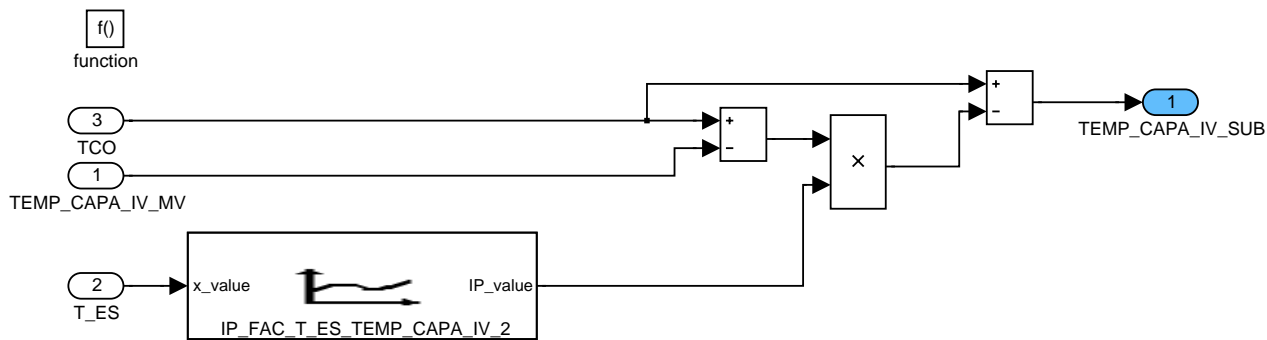 f()
function
3
TCO
+
−
1
TEMP_CAPA_IV_MV
×
+
−
1
TEMP_CAPA_IV_SUB
2
T_ES
x_value
IP_value
IP_FAC_T_ES_TEMP_CAPA_IV_2